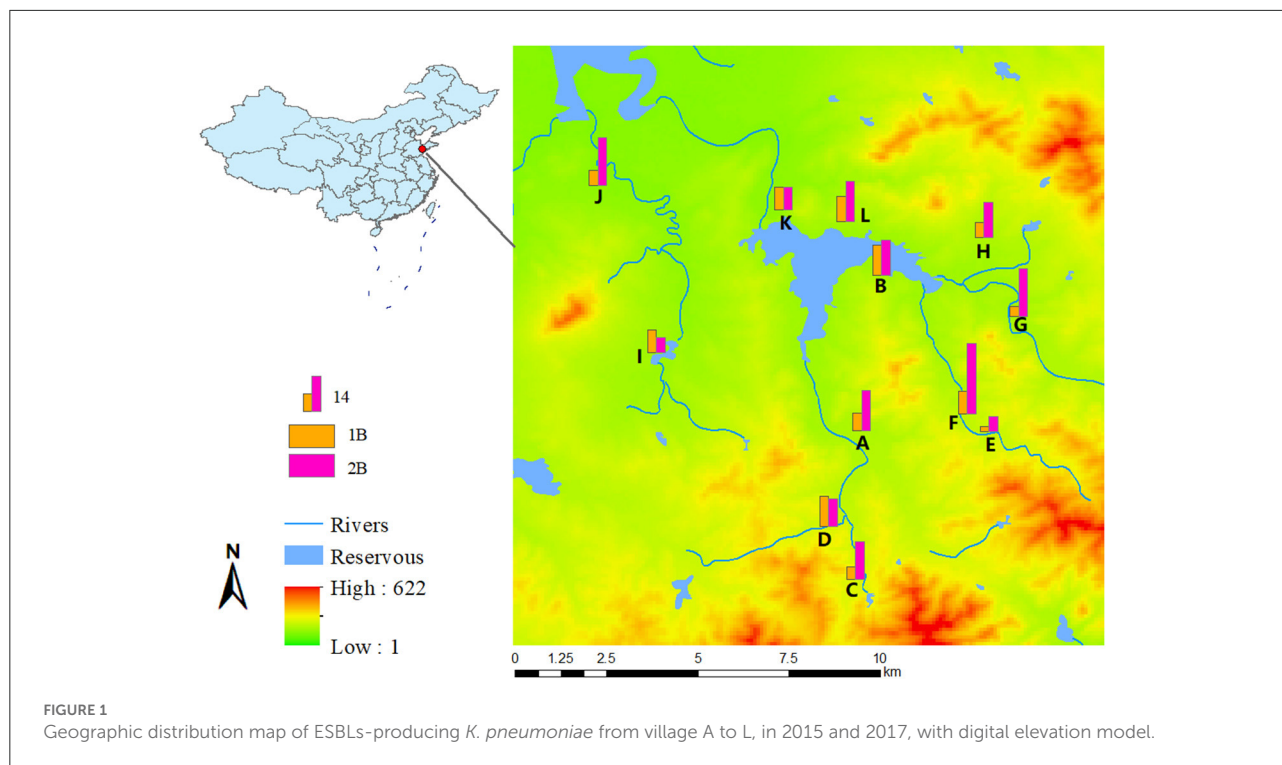 J
K
L
H
B
G
I
F
A
E
D
C
14
1B
2B
Rivers
Reservous
High : 622
Low : 1
N
0 1.25 2.5 5 7.5 10
km
FIGURE 1
Geographic distribution map of ESBLs-producing K. pneumoniae from village A to L, in 2015 and 2017, with digital elevation model.